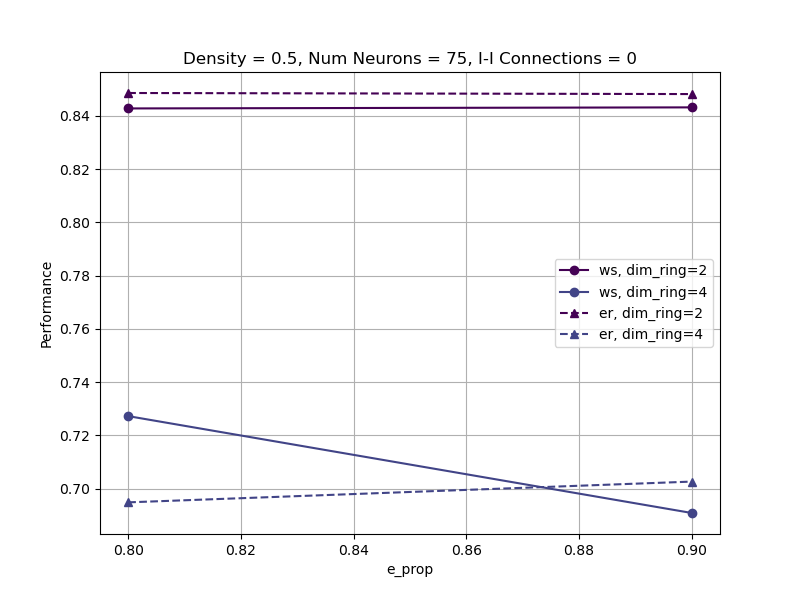 Density = 0.5, Num Neurons = 75, I-I Connections = 0
Performance
0.84
0.82
0.80
0.78
0.76
0.74
0.72
0.70
ws, dim_ring=2
ws, dim_ring=4
er, dim_ring=2
er, dim_ring=4
0.80 0.82 0.84 0.86 0.88 0.90
e_prop